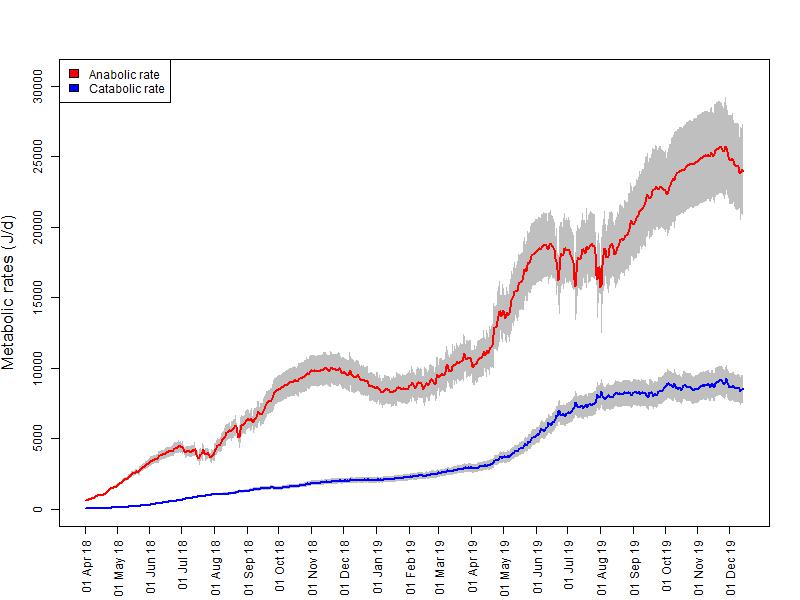 Anabolic rate
Catabolic rate
Metabolic rates (J/d)
30000
25000
20000
15000
10000
5000
0
01 Apr 18
01 May 18
01 Jun 18
01 Jul 18
01 Aug 18
01 Sep 18
01 Oct 18
01 Nov 18
01 Dec 18
01 Jan 19
01 Feb 19
01 Mar 19
01 Apr 19
01 May 19
01 Jun 19
01 Jul 19
01 Aug 19
01 Sep 19
01 Oct 19
01 Nov 19
01 Dec 19